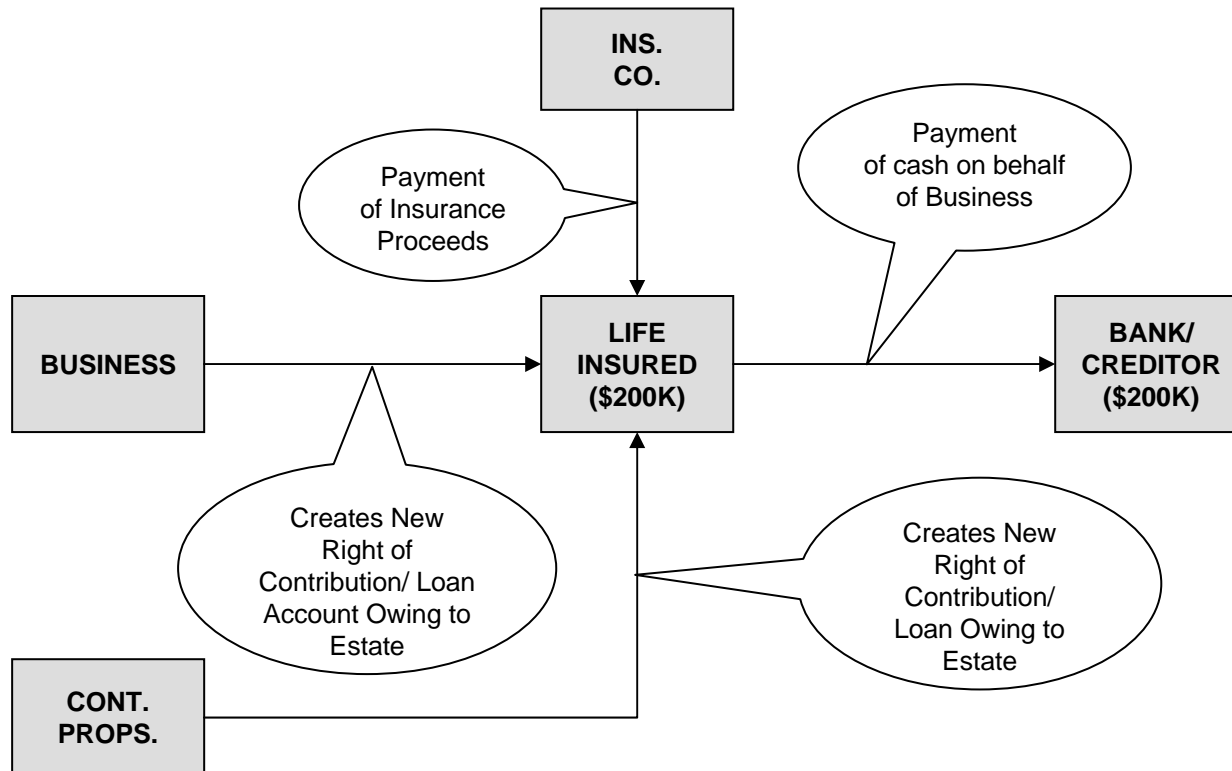 INS.
CO.
Payment
of cash on behalf
of Business
Payment
of Insurance
Proceeds
BUSINESS
LIFE
INSURED
($200K)
BANK/
CREDITOR
($200K)
Creates New
Right of
Contribution/ Loan
Account Owing to
Estate
Creates New
Right of
Contribution/
Loan Owing to
Estate
CONT.
PROPS.